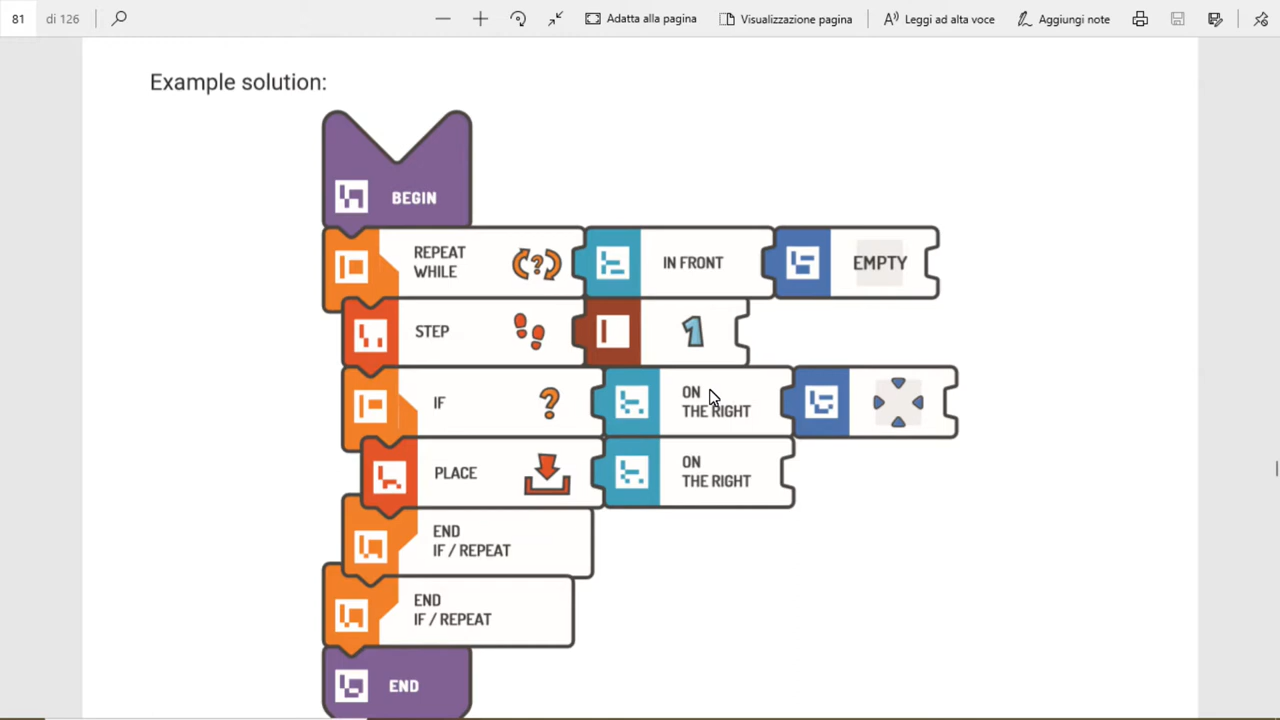 81 di 126 Adatta alla pagina Visualizzazione pagina Leggi ad alta voce Aggiungi note
Example solution:
BEGIN
REPEAT
WHILE
IN FRONT
EMPTY
STEP
1
IF
?
ON
THE RIGHT
PLACE
ON
THE RIGHT
END
IF / REPEAT
END
IF / REPEAT
END